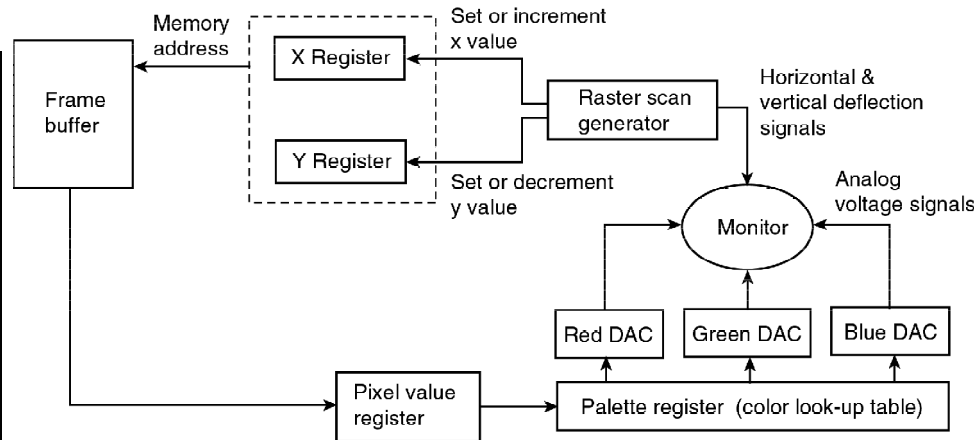 Memory
address
Set or increment
x value
X Register
Frame
buffer
Raster scan
generator
Horizontal &
vertical deflection
signals
Y Register
Set or decrement
y value
Analog
voltage signals
Monitor
Red DAC
Green DAC
Blue DAC
Pixel value
register
Palette register (color look-up table)